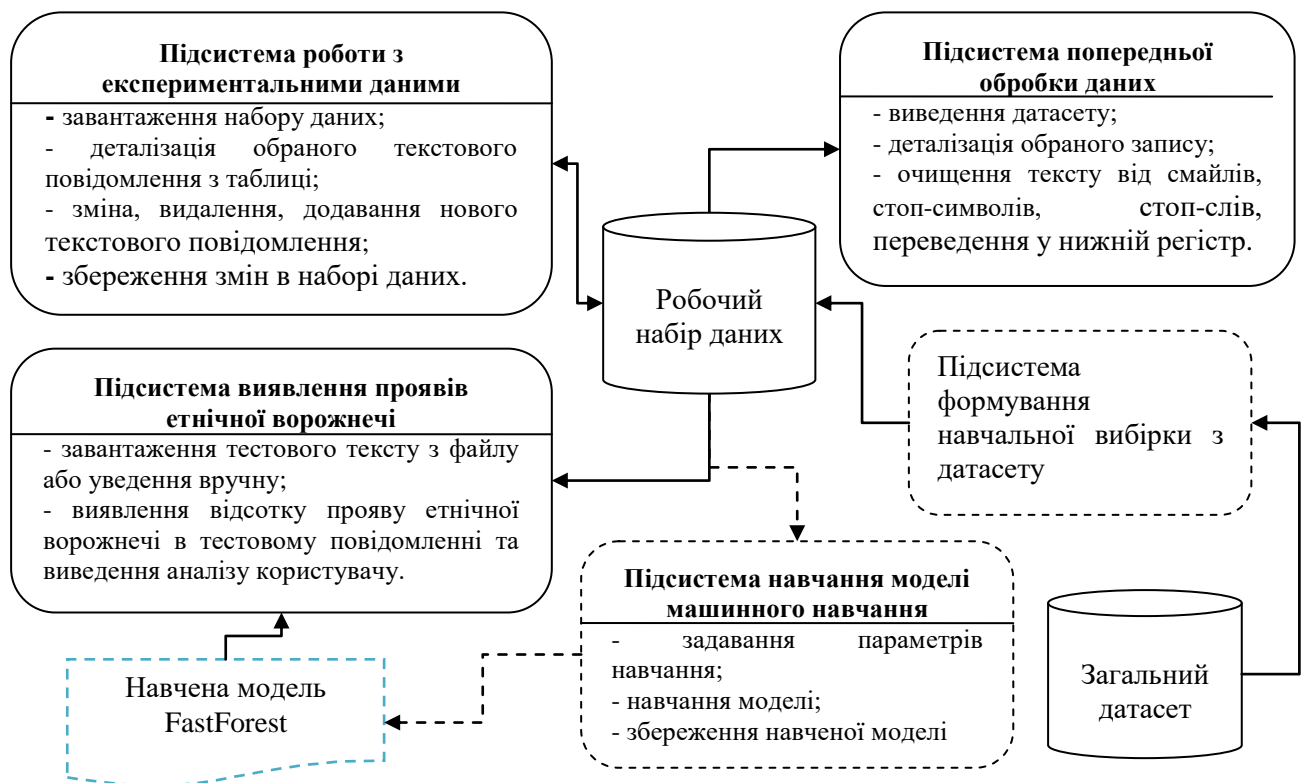 Підсистема роботи з
експериментальними даними
- завантаження набору даних;
- деталізація обраного текстового
повідомлення з таблиці;
- зміна, видалення, додавання нового
текстового повідомлення;
- збереження змін в наборі даних.
Підсистема попередньої
обробки даних
- виведення датасету;
- деталізація обраного запису;
- очищення тексту від смайлів,
стоп-символів, стоп-слів,
переведення у нижній регістр.
Робочий
набір даних
Підсистема виявлення проявів
етнічної ворожнечі
- завантаження тестового тексту з файлу
або уведення вручну;
- виявлення відсотку прояву етнічної
ворожнечі в тестовому повідомленні та
виведення аналізу користувачу.
Підсистема
формування
навчальної вибірки з
датасету
Підсистема навчання моделі
машинного навчання
- задавання параметрів
навчання;
- навчання моделі;
- збереження навченої моделі
Навчена модель
FastForest
Загальний
датасет